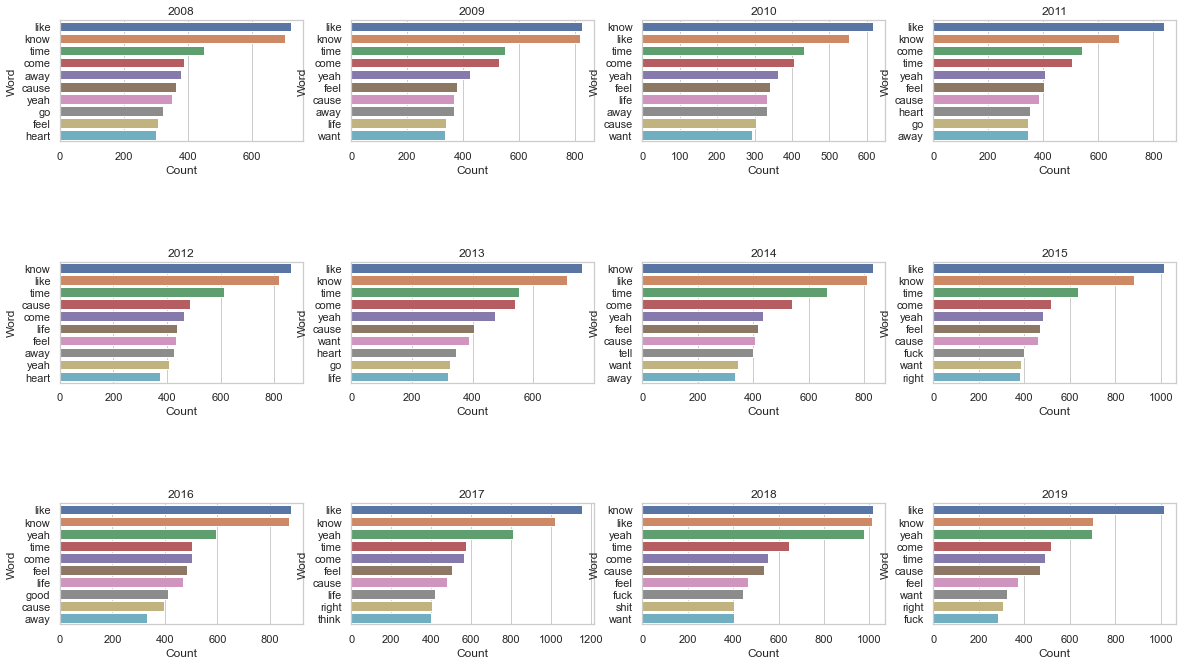 2008
Word
like
know
time
come
away
cause
yeah
go
feel
heart
0 200 400 600
Count
2009
Word
like
know
time
come
yeah
feel
cause
away
life
want
0 200 400 600 800
Count
2010
Word
know
like
time
come
yeah
feel
life
away
cause
want
0 100 200 300 400 500 600
Count
2011
Word
like
know
come
time
yeah
feel
cause
heart
go
away
0 200 400 600 800
Count
2012
Word
know
like
time
cause
come
life
feel
away
yeah
heart
0 200 400 600 800
Count
2013
Word
like
know
time
come
yeah
cause
want
heart
go
life
0 200 400 600
Count
2014
Word
know
like
time
come
yeah
feel
cause
tell
want
away
0 200 400 600 800
Count
2015
Word
like
know
time
come
yeah
feel
cause
fuck
want
right
0 200 400 600 800 1000
Count
2016
Word
like
know
yeah
time
come
feel
life
good
cause
away
0 200 400 600 800
Count
2017
Word
like
know
yeah
time
come
feel
cause
life
right
think
0 200 400 600 800 1000 1200
Count
2018
Word
know
like
yeah
time
come
cause
feel
fuck
shit
want
0 200 400 600 800 1000
Count
2019
Word
like
know
yeah
come
time
cause
feel
want
right
fuck
0 200 400 600 800 1000
Count